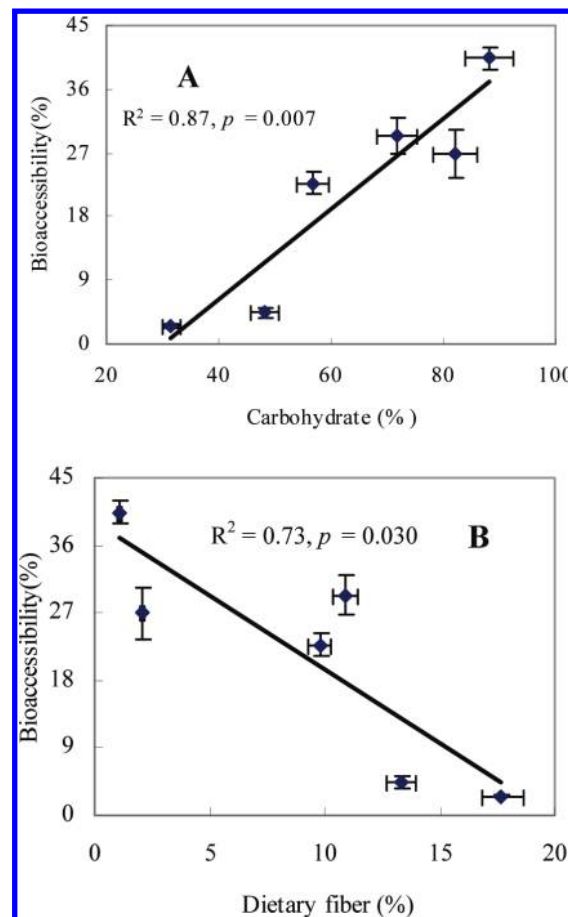 45
A
36
R² = 0.87, p = 0.007
27
18
9
0
Bioaccessibility(%)
20 40 60 80 100
Carbohydrate (% )
45
R² = 0.73, p = 0.030 B
36
27
18
9
0
Bioaccessibility(%)
0 5 10 15 20
Dietary fiber (%)